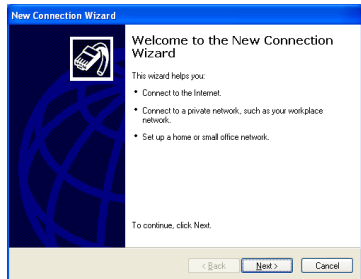 New Connection Wizard
Welcome to the New Connection
Wizard
This wizard helps you:
• Connect to the Internet.
• Connect to a private network, such as your workplace
network.
• Set up a home or small office network.
To continue, click Next.
< Back Next > Cancel